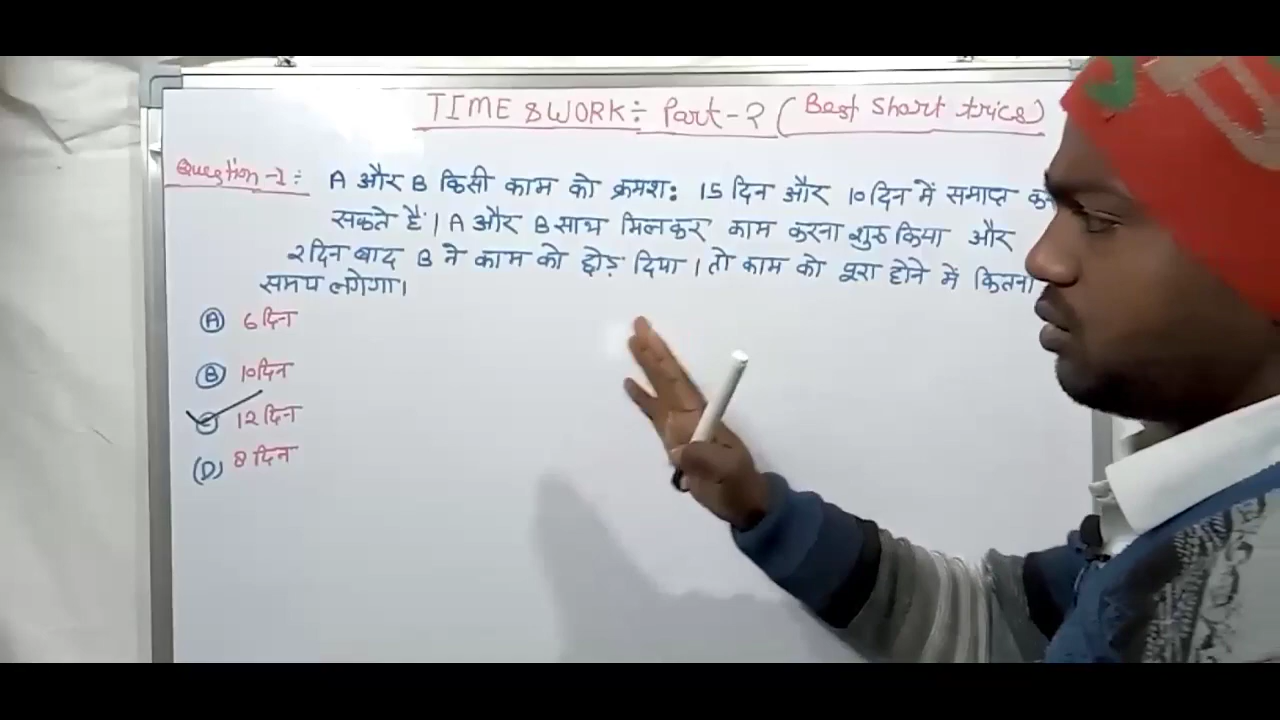 TIME & WORK ÷ Part - 2 ( Best short trics )
Question -1 :- A और B किसी काम को क्रमश: 15 दिन और 10 दिन में समाप्त
सकते हैं। A और B साथ मिलकर काम करना शुरु किया और
2 दिन बाद B ने काम को छोड़ दिया । तो काम को पूरा होने में कितना
समय लगेगा।
(A) 6 दिन
(B) 10 दिन
(C) 12 दिन
(D) 8 दिन